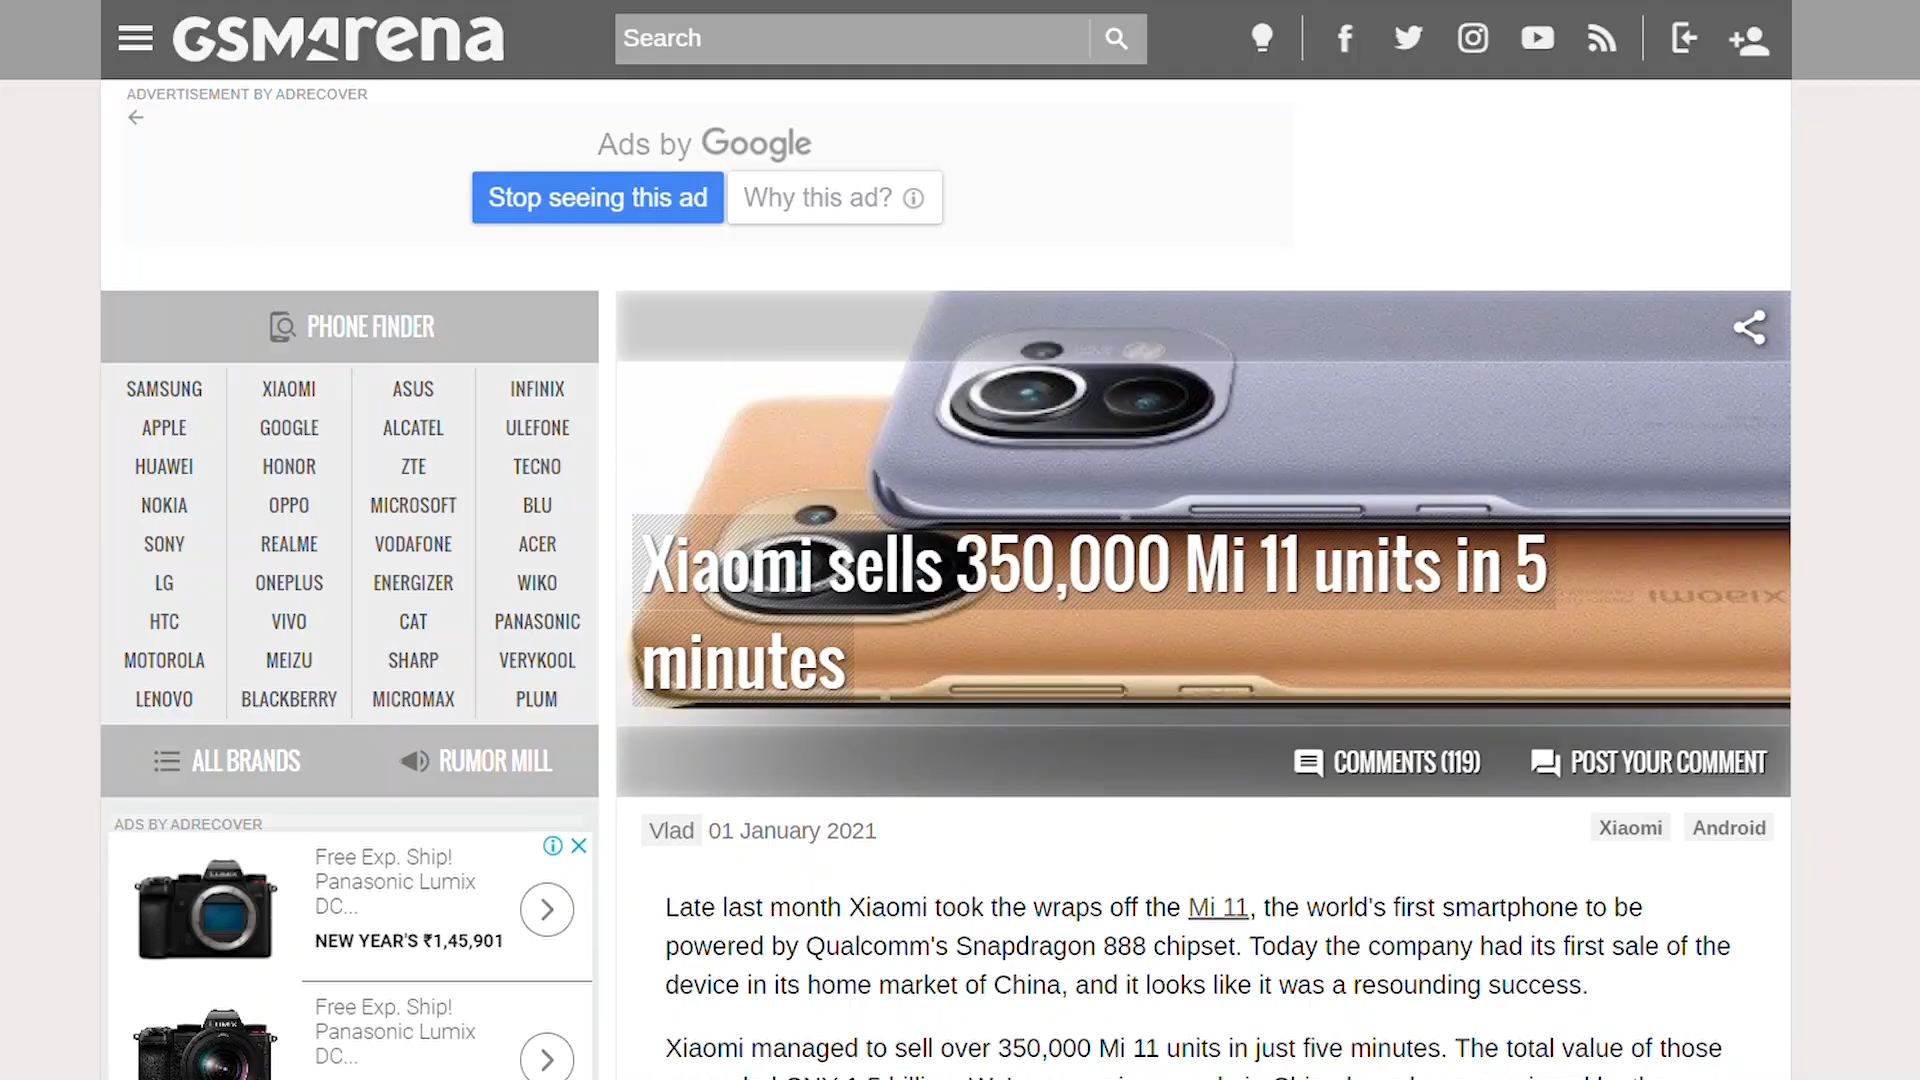 GSMArena
Search
ADVERTISEMENT BY ADRECOVER
Ads by Google
Stop seeing this ad
Why this ad?
PHONE FINDER
SAMSUNG XIAOMI ASUS INFINIX
APPLE GOOGLE ALCATEL ULEFONE
HUAWEI HONOR ZTE TECNO
NOKIA OPPO MICROSOFT BLU
SONY REALME VODAFONE ACER
LG ONEPLUS ENERGIZER WIKO
HTC VIVO CAT PANASONIC
MOTOROLA MEIZU SHARP VERYKOOL
LENOVO BLACKBERRY MICROMAX PLUM
ALL BRANDS RUMOR MILL
ADS BY ADRECOVER
Free Exp. Ship!
Panasonic Lumix
DC...
NEW YEAR'S ₹1,45,901
Free Exp. Ship!
Panasonic Lumix
DC...
Xiaomi sells 350,000 Mi 11 units in 5
minutes
COMMENTS (119) POST YOUR COMMENT
Vlad 01 January 2021
Xiaomi Android
Late last month Xiaomi took the wraps off the Mi 11, the world's first smartphone to be
powered by Qualcomm's Snapdragon 888 chipset. Today the company had its first sale of the
device in its home market of China, and it looks like it was a resounding success.
Xiaomi managed to sell over 350,000 Mi 11 units in just five minutes. The total value of those